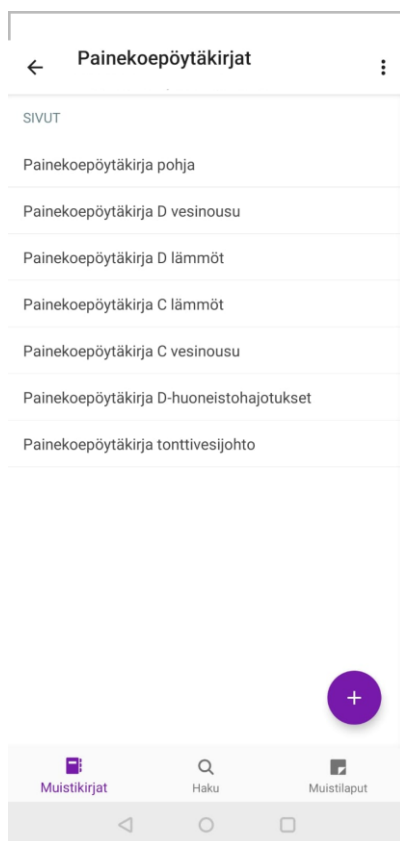 Painekoepöytäkirjat
SIVUT
Painekoepöytäkirja pohja
Painekoepöytäkirja D vesinousu
Painekoepöytäkirja D lämmöt
Painekoepöytäkirja C lämmöt
Painekoepöytäkirja C vesinousu
Painekoepöytäkirja D-huoneistohajotukset
Painekoepöytäkirja tonttivesijohto
Muistikirjat Haku Muistilaput